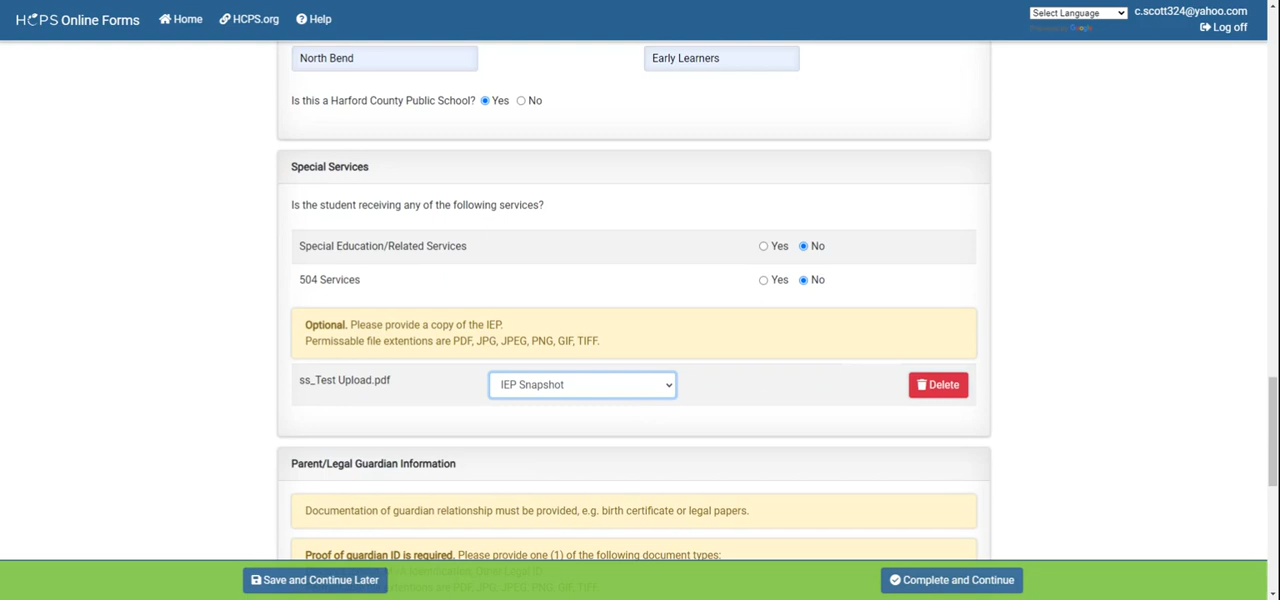 HCPS Online Forms
Home
HCPS.org
Help
Select Language
c.scott324@yahoo.com
Log off
North Bend
Early Learners
Is this a Harford County Public School? Yes No
Special Services
Is the student receiving any of the following services?
Special Education/Related Services Yes No
504 Services Yes No
Optional. Please provide a copy of the IEP.
Permissable file extentions are PDF, JPG, JPEG, PNG, GIF, TIFF.
ss_Test Upload.pdf
IEP Snapshot
Delete
Parent/Legal Guardian Information
Documentation of guardian relationship must be provided, e.g. birth certificate or legal papers.
Proof of guardian ID is required. Please provide one (1) of the following document types:
Save and Continue Later
Complete and Continue